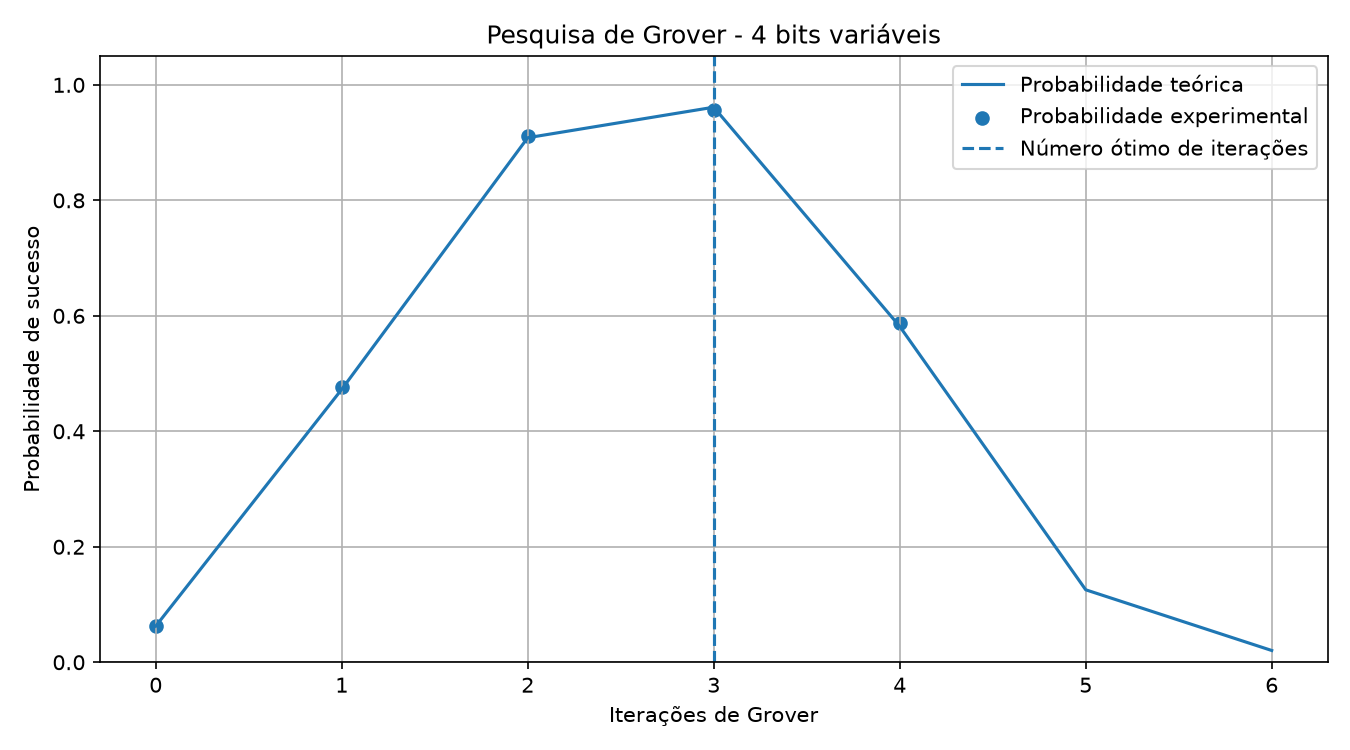 Pesquisa de Grover - 4 bits variáveis
Probabilidade teórica
Probabilidade experimental
Número ótimo de iterações
Probabilidade de sucesso
1.0
0.8
0.6
0.4
0.2
0.0
0 1 2 3 4 5 6
Iterações de Grover